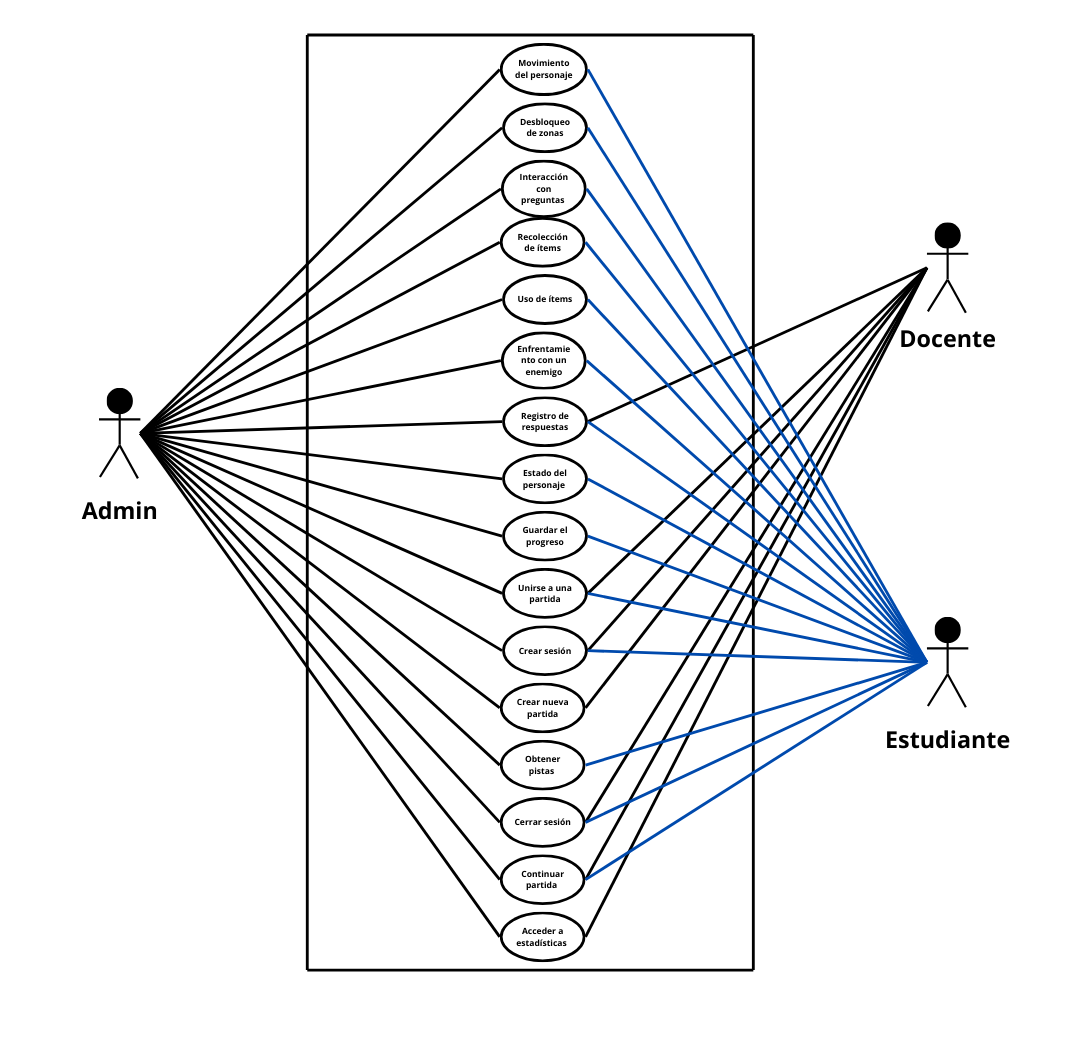 Movimiento
del personaje
Desbloqueo
de zonas
Interacción
con
preguntas
Recolección
de ítems
Uso de ítems
Enfrentamie
nto con un
enemigo
Registro de
respuestas
Estado del
personaje
Guardar el
progreso
Unirse a una
partida
Crear sesión
Crear nueva
partida
Obtener
pistas
Cerrar sesión
Continuar
partida
Acceder a
estadísticas
Admin
Docente
Estudiante